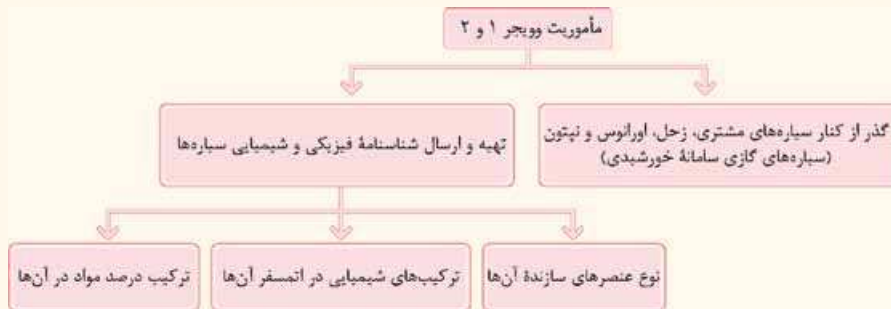 مأموریت وویجر ۱ و ۲
گذر از کنار سیاره‌های مشتری، زحل، اورانوس و نپتون
(سیاره‌های گازی سامانهٔ خورشیدی)
تهیه و ارسال شناسنامهٔ فیزیکی و شیمیایی سیاره‌ها
نوع عنصرهای سازندهٔ آن‌ها
ترکیب‌های شیمیایی در اتمسفر آن‌ها
ترکیب درصد مواد در آن‌ها